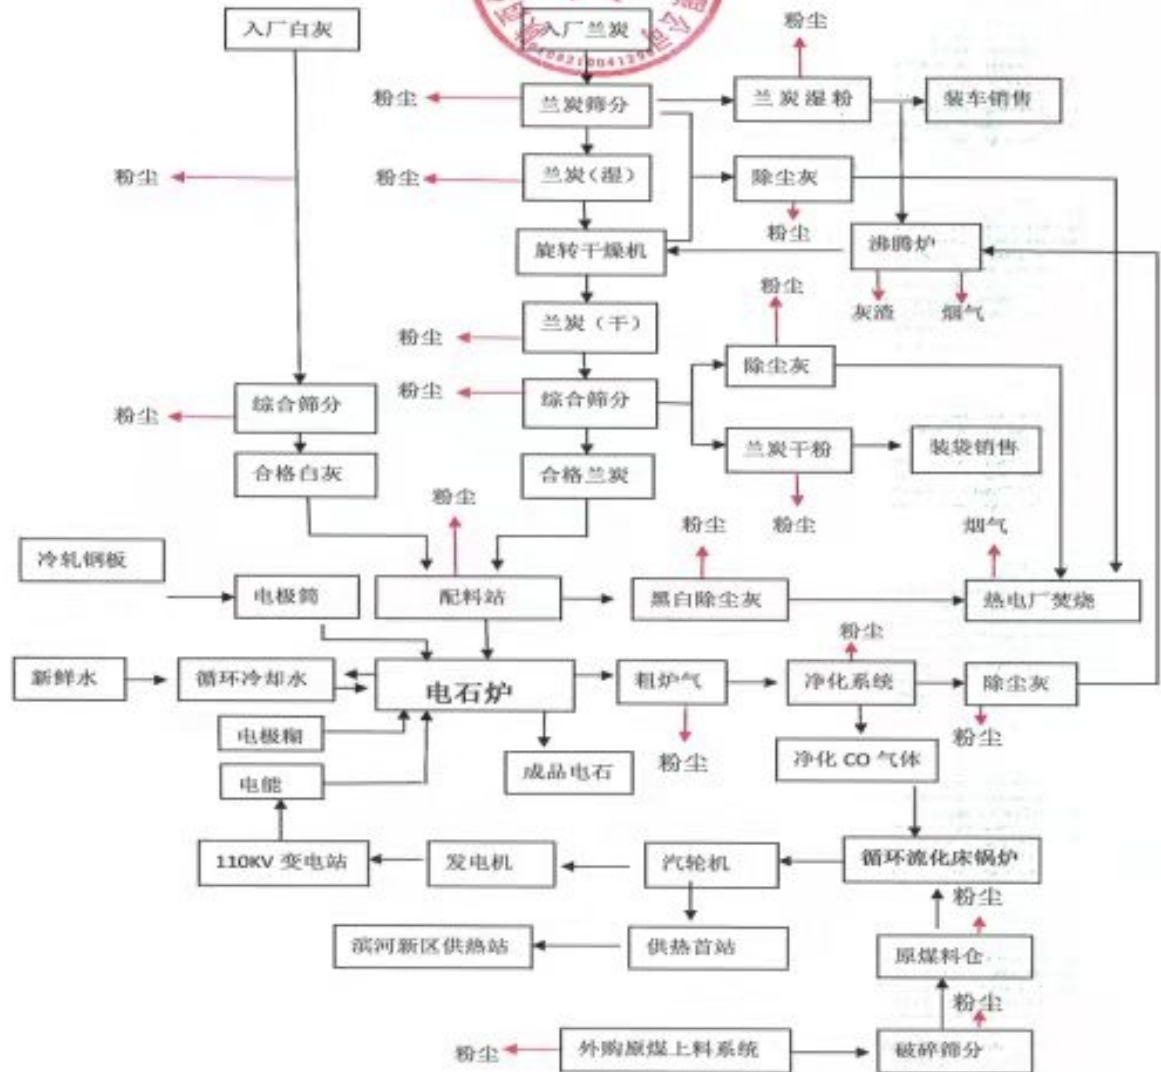 入厂白灰
入厂兰炭
粉尘
粉尘
兰炭筛分
兰炭湿粉
装车销售
粉尘
粉尘
兰炭（湿）
除尘灰
粉尘
旋转干燥机
沸腾炉
粉尘
灰渣
烟气
粉尘
兰炭（干）
除尘灰
粉尘
综合筛分
粉尘
综合筛分
兰炭干粉
装袋销售
合格白灰
合格兰炭
粉尘
粉尘
粉尘
烟气
冷轧钢板
电极筒
配料站
黑白除尘灰
热电厂焚烧
粉尘
新鲜水
循环冷却水
电石炉
粗炉气
净化系统
除尘灰
粉尘
电极糊
粉尘
净化 CO 气体
成品电石
电能
110KV 变电站
发电机
汽轮机
循环流化床锅炉
粉尘
滨河新区供热站
供热首站
原煤料仓
粉尘
粉尘
外购原煤上料系统
破碎筛分